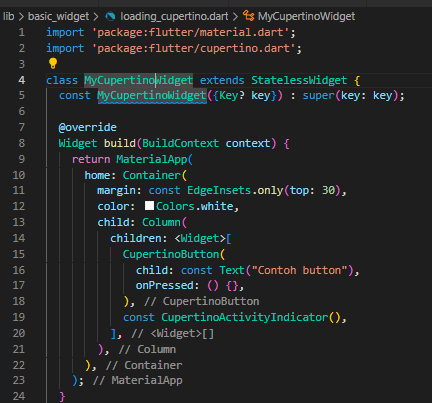 lib > basic_widget > loading_cupertino.dart > MyCupertinoWidget
1 import 'package:flutter/material.dart';
2 import 'package:flutter/cupertino.dart';
3
4 class MyCupertinoWidget extends StatelessWidget {
5 const MyCupertinoWidget({Key? key}) : super(key: key);
6
7 @override
8 Widget build(BuildContext context) {
9 return MaterialApp(
10 home: Container(
11 margin: const EdgeInsets.only(top: 30),
12 color: Colors.white,
13 child: Column(
14 children: <Widget>[
15 CupertinoButton(
16 child: const Text("Contoh button"),
17 onPressed: () {},
18 ), // CupertinoButton
19 const CupertinoActivityIndicator(),
20 ], // <Widget>[]
21 ), // Column
22 ), // Container
23 ); // MaterialApp
24 }